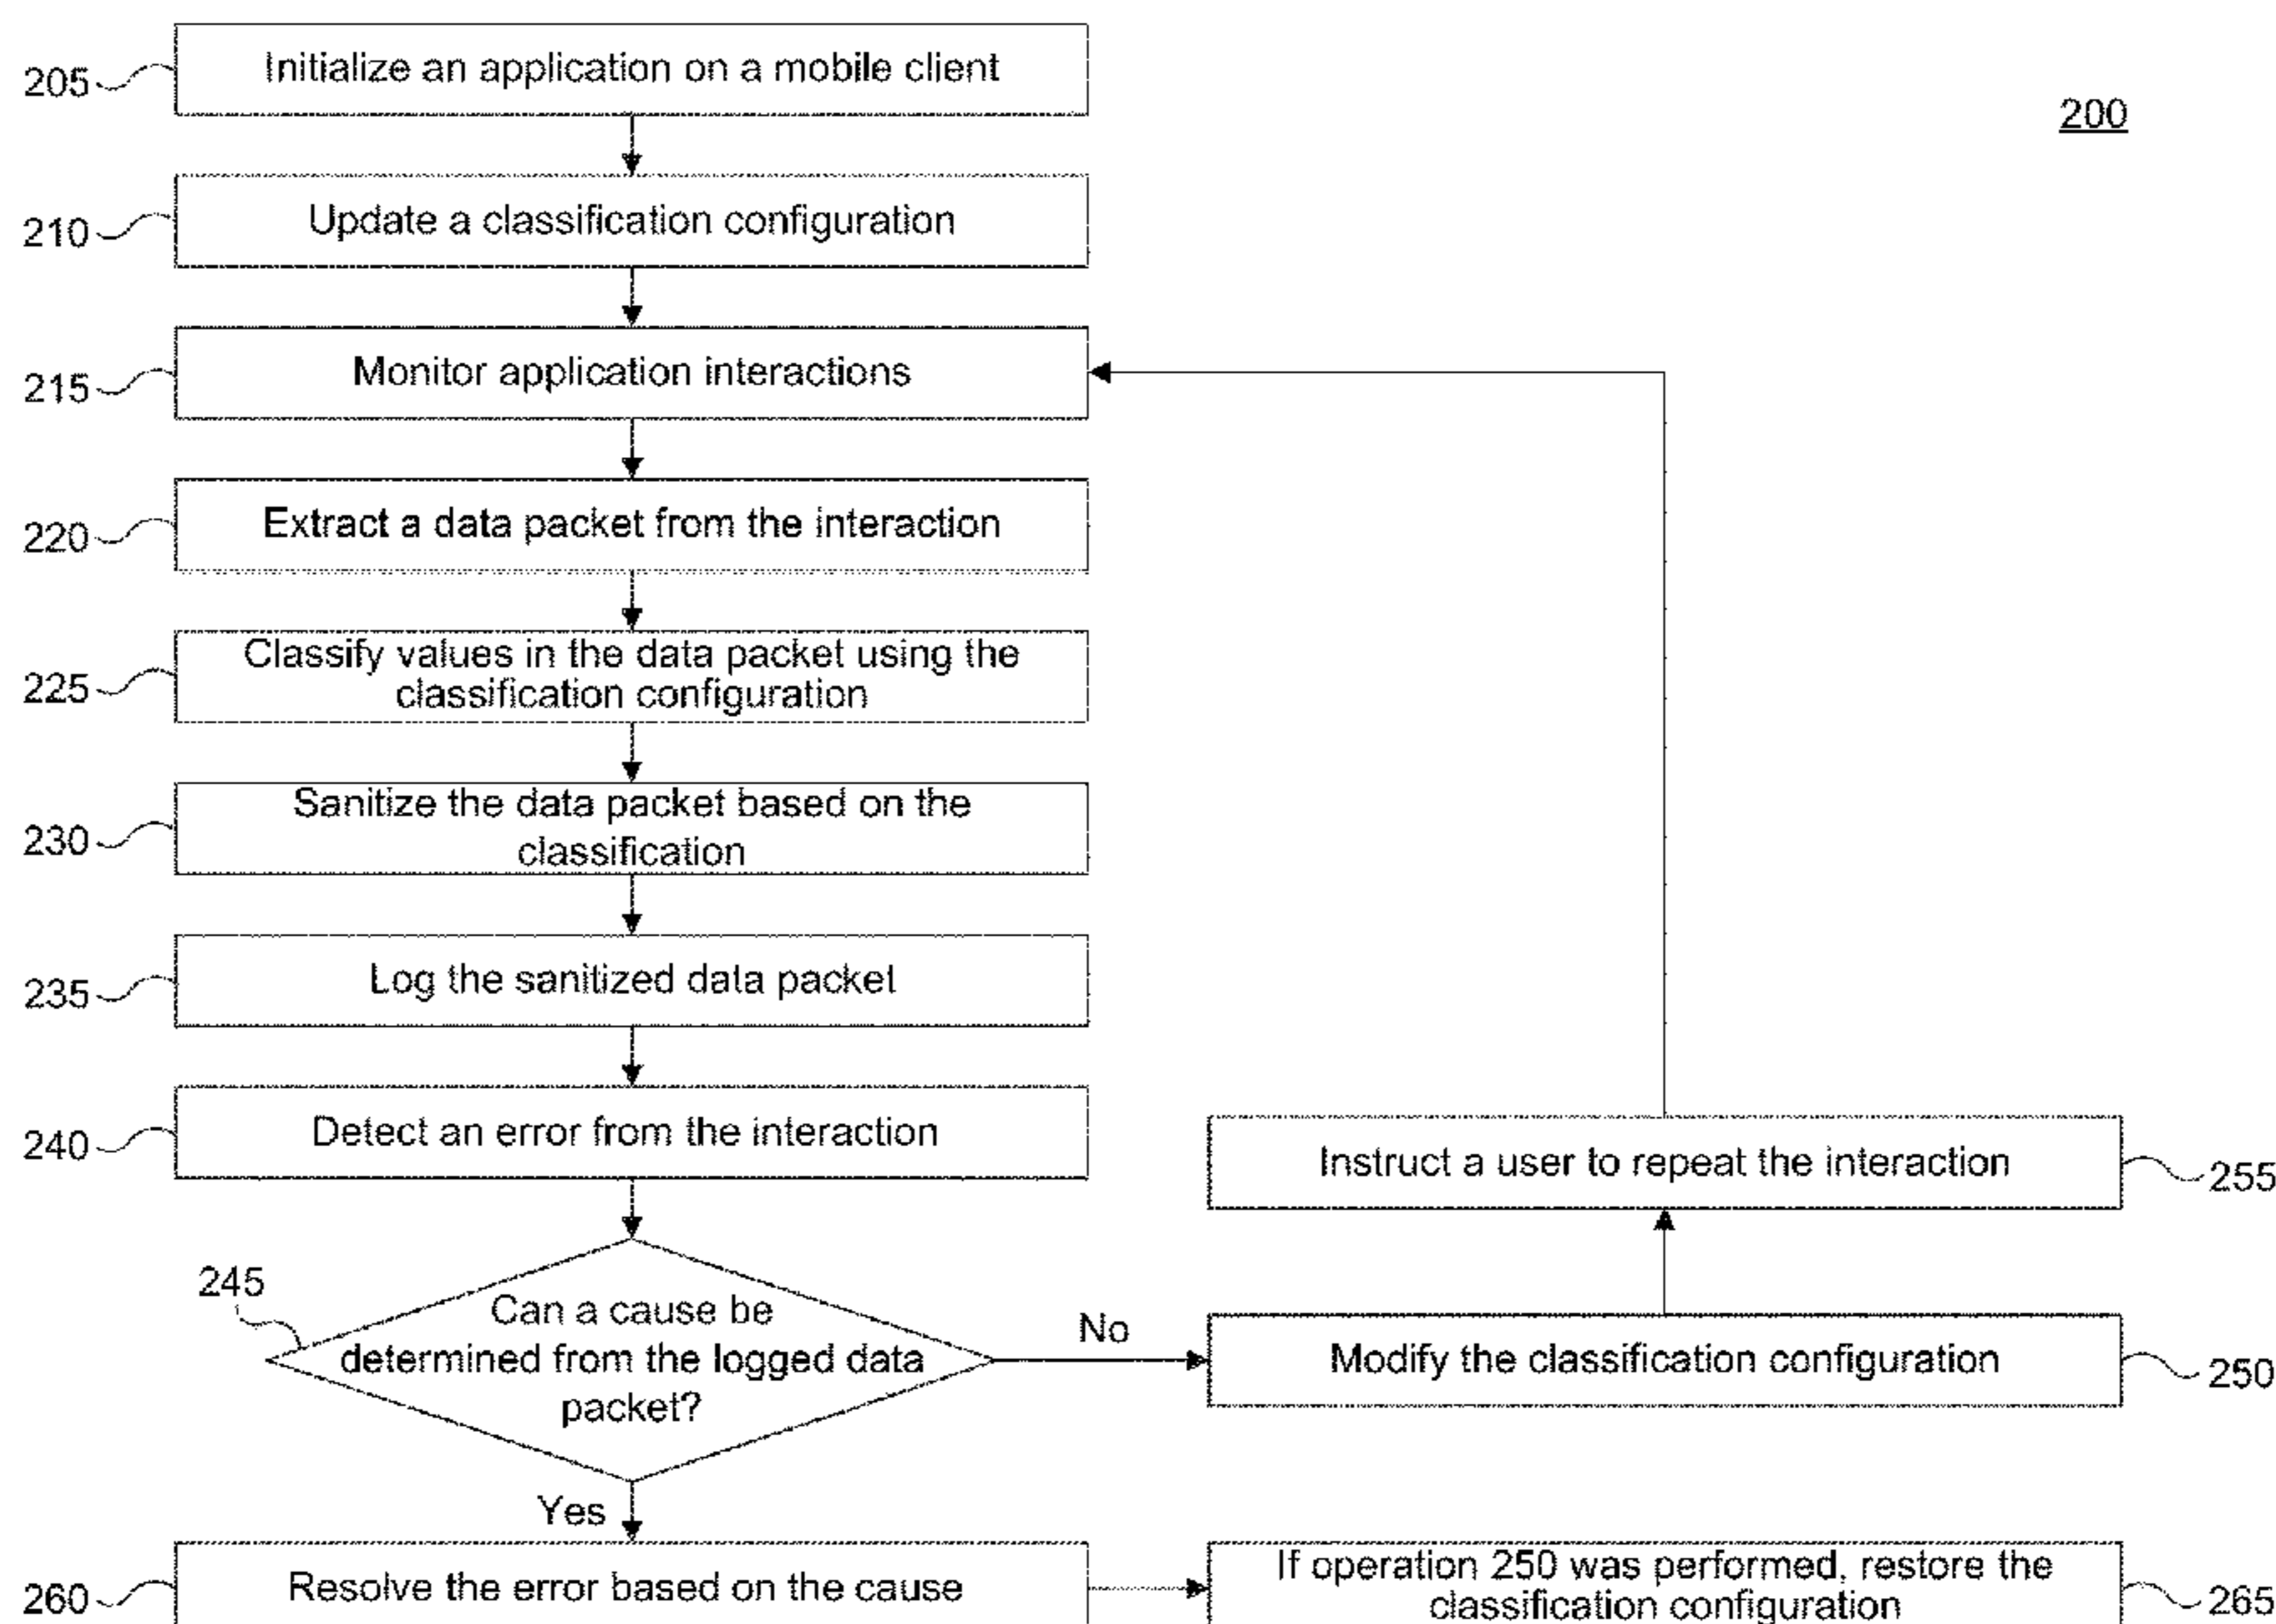 200
205
Initialize an application on a mobile client
210
Update a classification configuration
215
Monitor application interactions
220
Extract a data packet from the interaction
225
Classify values in the data packet using the
classification configuration
230
Sanitize the data packet based on the
classification
235
Log the sanitized data packet
240
Detect an error from the interaction
245
Can a cause be
determined from the logged data
packet?
No
Modify the classification configuration
250
Instruct a user to repeat the interaction
255
Yes
260
Resolve the error based on the cause
If operation 250 was performed, restore the
classification configuration
265